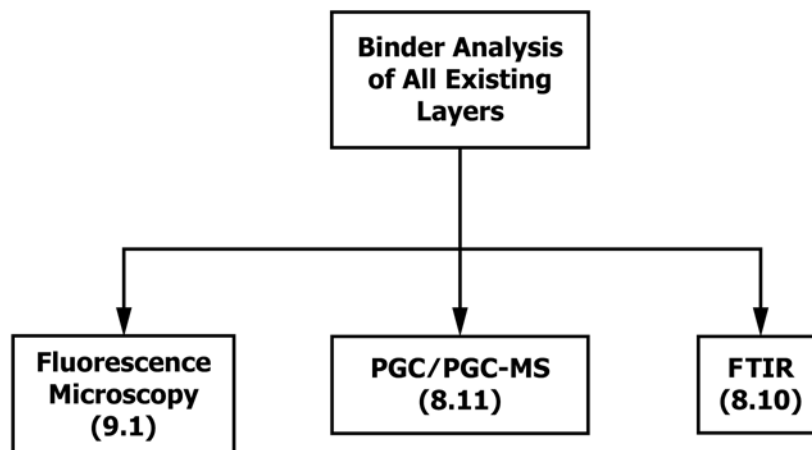 Binder Analysis
of All Existing
Layers
Fluorescence
Microscopy
(9.1)
PGC/PGC-MS
(8.11)
FTIR
(8.10)